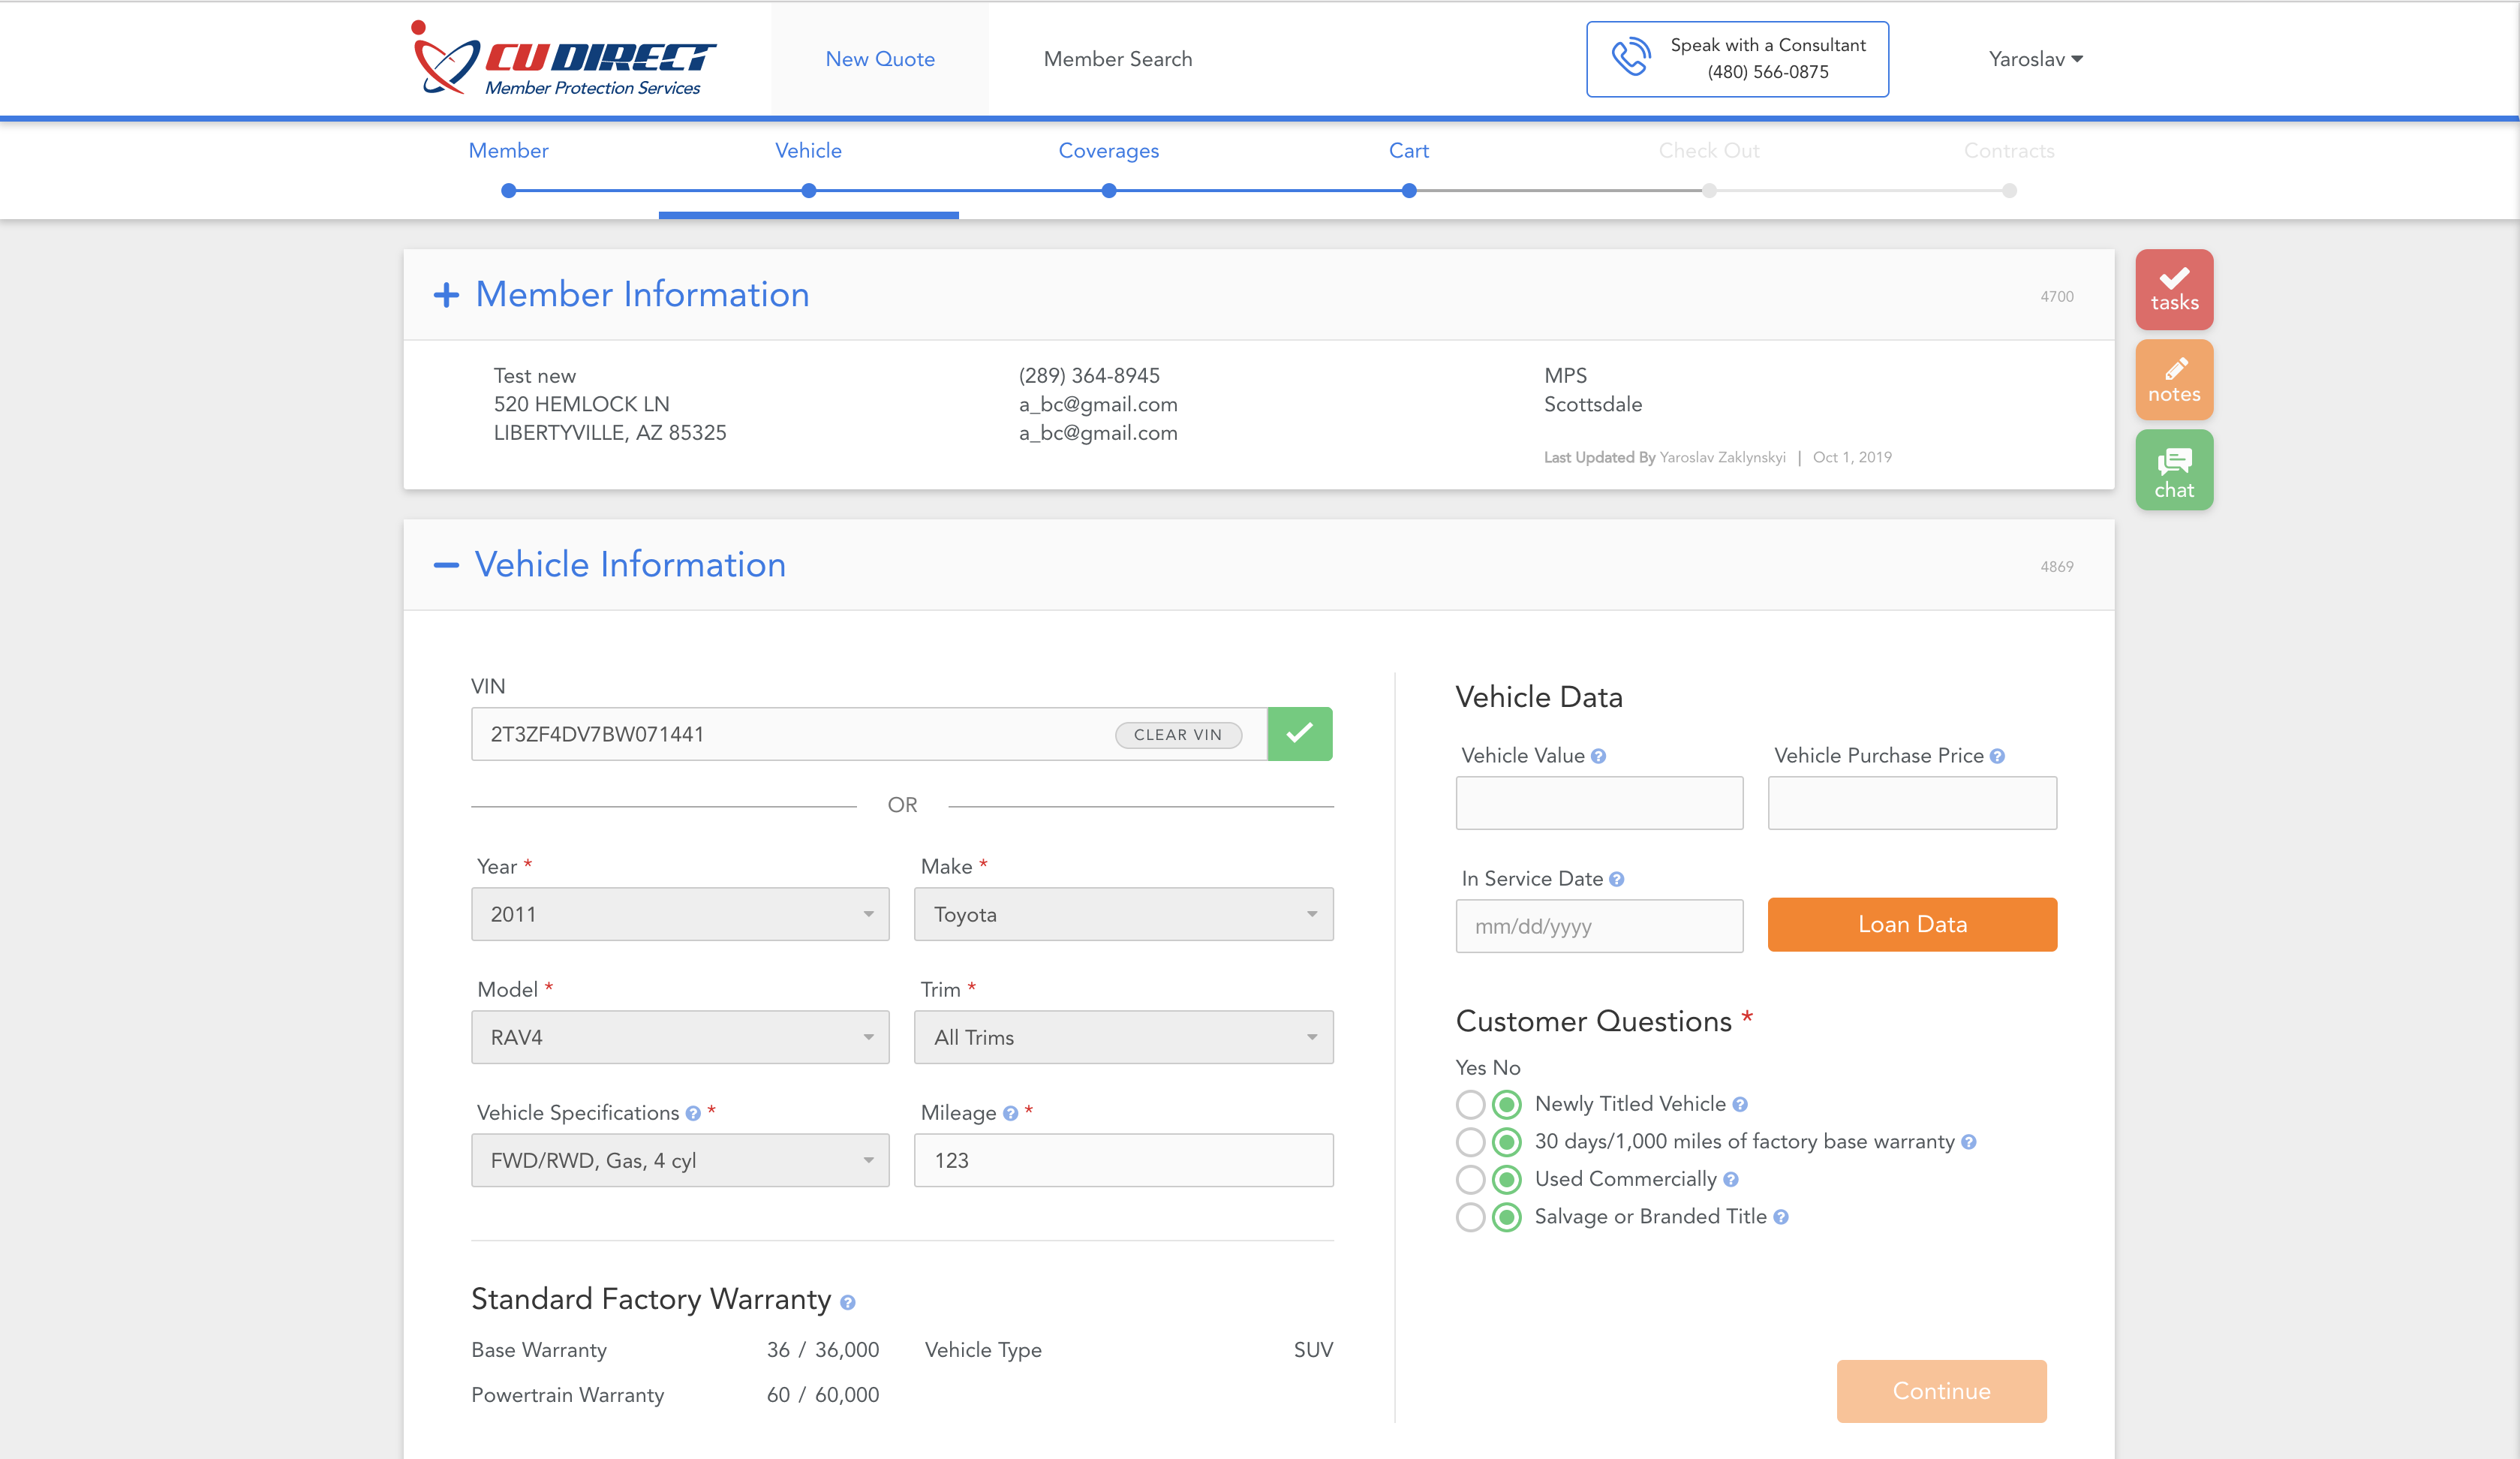 CU DIRECT
Member Protection Services
New Quote
Member Search
Speak with a Consultant
(480) 566-0875
Yaroslav
Member
Vehicle
Coverages
Cart
Check Out
Contracts
Member Information
4700
Test new
520 HEMLOCK LN
LIBERTYVILLE, AZ 85325
(289) 364-8945
a_bc@gmail.com
a_bc@gmail.com
MPS
Scottsdale
Last Updated By Yaroslav Zaklynskyi | Oct 1, 2019
tasks
notes
chat
Vehicle Information
4869
VIN
2T3ZF4DV7BW071441
CLEAR VIN
OR
Year *
2011
Make *
Toyota
Model *
RAV4
Trim *
All Trims
Vehicle Specifications ? *
FWD/RWD, Gas, 4 cyl
Mileage ? *
123
Standard Factory Warranty ?
Base Warranty 36 / 36,000
Vehicle Type SUV
Powertrain Warranty 60 / 60,000
Vehicle Data
Vehicle Value ?
Vehicle Purchase Price ?
In Service Date ?
mm/dd/yyyy
Loan Data
Customer Questions *
Yes No
Newly Titled Vehicle ?
30 days/1,000 miles of factory base warranty ?
Used Commercially ?
Salvage or Branded Title ?
Continue